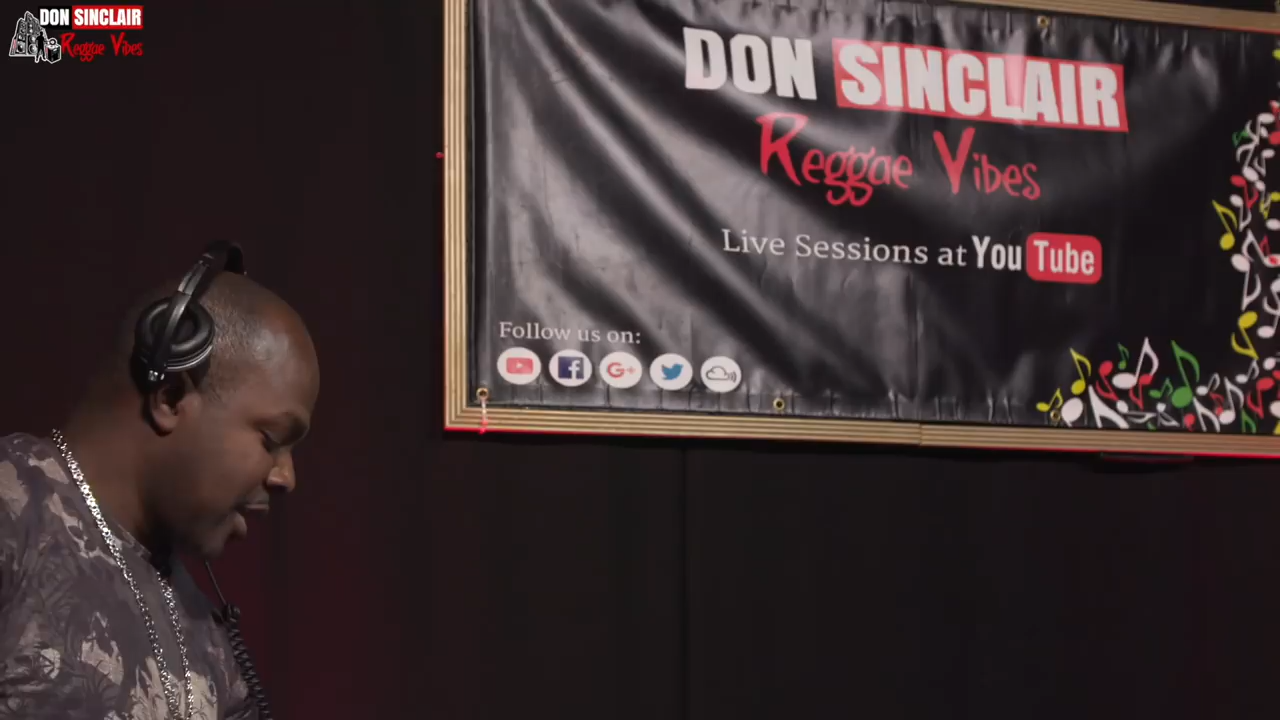 DON SINCLAIR
Reggae Vibes
DON SINCLAIR
Reggae Vibes
Live Sessions at YouTube
Follow us on:
f
G+